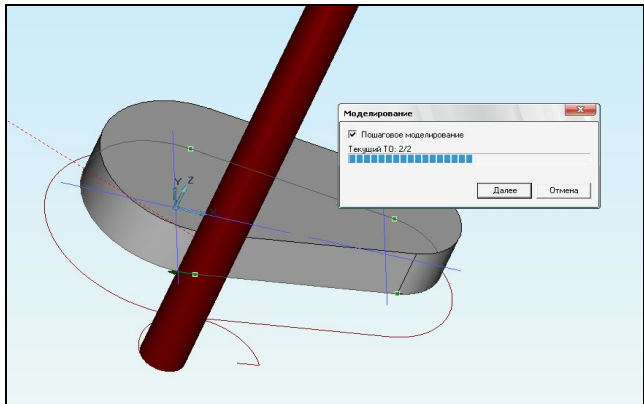 Моделирование
Пошаговое моделирование
Текущий ТО: 2/2
Далее
Отмена
Y
Z
X